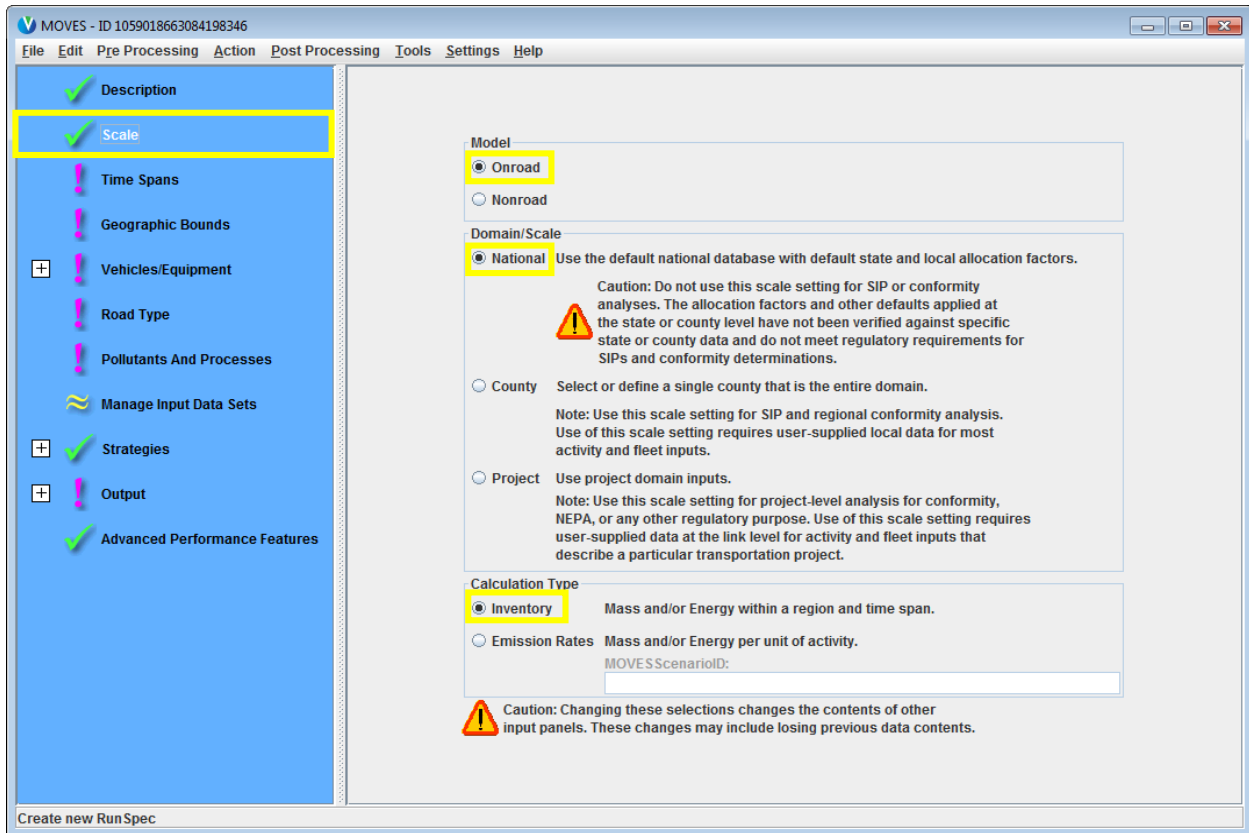 MOVES - ID 1059018663084198346
File Edit Pre Processing Action Post Processing Tools Settings Help
Description
Scale
Time Spans
Geographic Bounds
Vehicles/Equipment
Road Type
Pollutants And Processes
Manage Input Data Sets
Strategies
Output
Advanced Performance Features
Model
Onroad
Nonroad
Domain/Scale
National Use the default national database with default state and local allocation factors.
Caution: Do not use this scale setting for SIP or conformity
analyses. The allocation factors and other defaults applied at
the state or county level have not been verified against specific
state or county data and do not meet regulatory requirements for
SIPs and conformity determinations.
County Select or define a single county that is the entire domain.
Note: Use this scale setting for SIP and regional conformity analysis.
Use of this scale setting requires user-supplied local data for most
activity and fleet inputs.
Project Use project domain inputs.
Note: Use this scale setting for project-level analysis for conformity,
NEPA, or any other regulatory purpose. Use of this scale setting requires
user-supplied data at the link level for activity and fleet inputs that
describe a particular transportation project.
Calculation Type
Inventory Mass and/or Energy within a region and time span.
Emission Rates Mass and/or Energy per unit of activity.
MOVESScenarioID:
Caution: Changing these selections changes the contents of other
input panels. These changes may include losing previous data contents.
Create new RunSpec